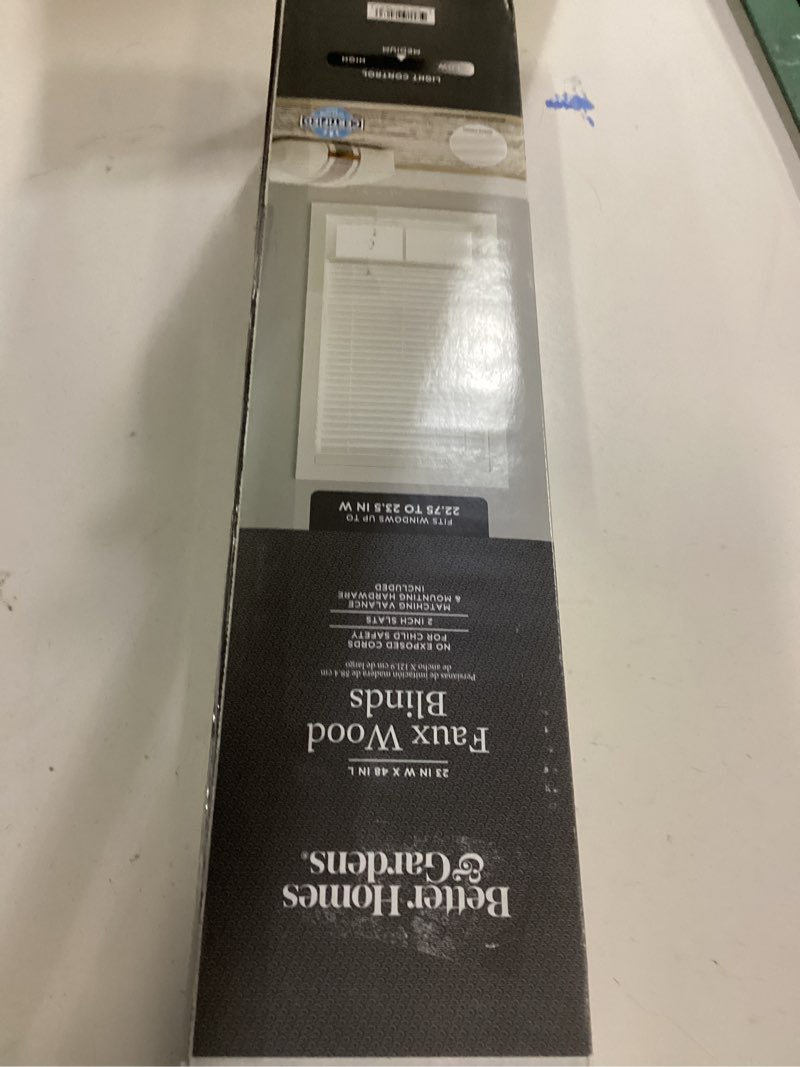 Better Homes
& Gardens.
23 IN W X 48 IN L
Faux Wood
Blinds
Persianas de imitación madera de 58.4 cm
de ancho X 121.9 cm de largo
NO EXPOSED CORDS
FOR CHILD SAFETY
2 INCH SLATS
MATCHING VALANCE
& MOUNTING HARDWARE
INCLUDED
FITS WINDOWS UP TO
22.75 TO 23.5 IN W
CERTIFIED
LIGHT CONTROL
LOW
MEDIUM
HIGH